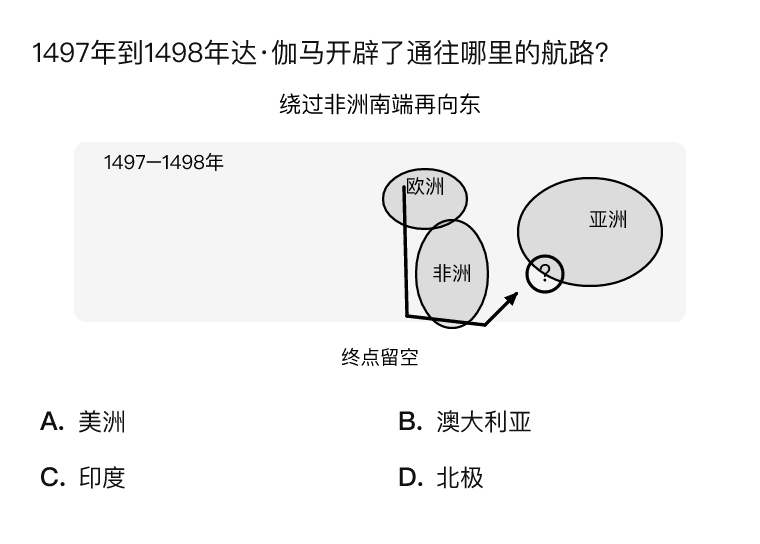 1497年到1498年达·伽马开辟了通往哪里的航路？
绕过非洲南端再向东
1497—1498年
欧洲
亚洲
非洲
?
终点留空
A. 美洲
B. 澳大利亚
C. 印度
D. 北极